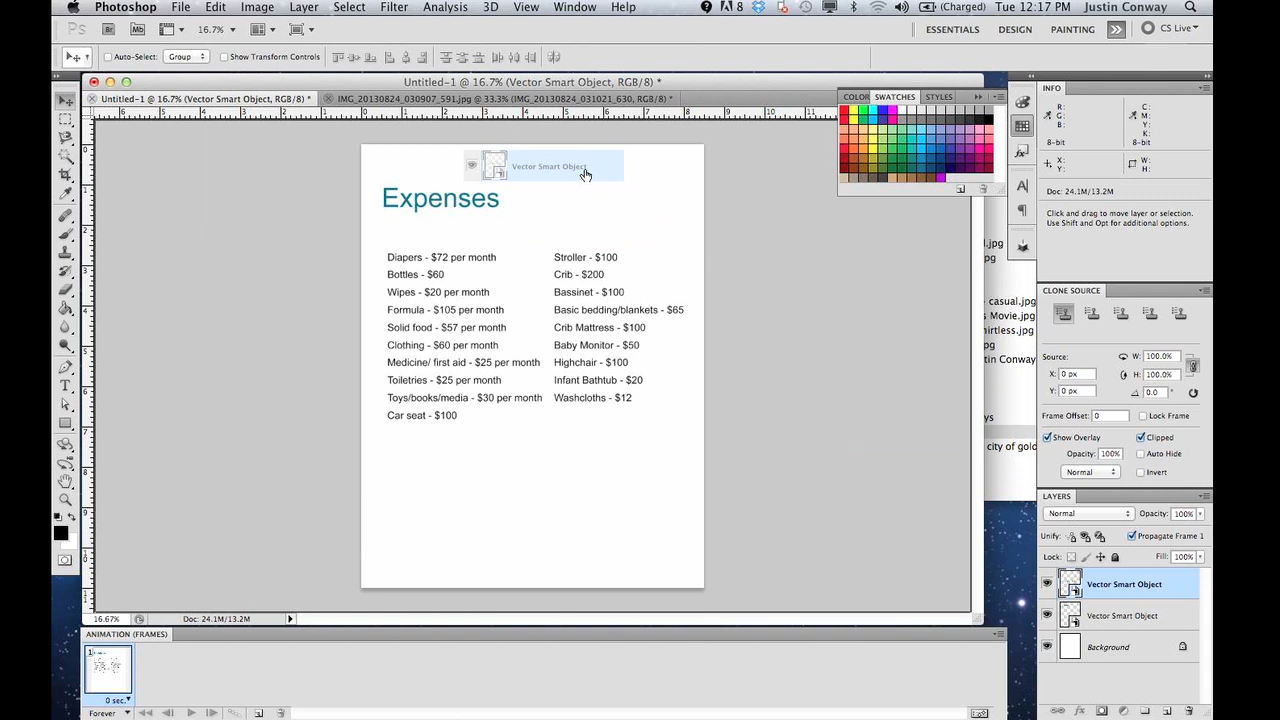 Photoshop File Edit Image Layer Select Filter Analysis 3D View Window Help 8 (Charged) Tue 12:17 PM Justin Conway
Ps Br Mb 16.7% ESSENTIALS DESIGN PAINTING CS Live
Auto-Select: Group Show Transform Controls
Untitled-1 @ 16.7% (Vector Smart Object, RGB/8) *
Untitled-1 @ 16.7% (Vector Smart Object, RGB/8) * IMG_20130824_030907_591.jpg @ 33.3% (IMG_20130824_031021_630, RGB/8) *
COLOR SWATCHES STYLES
INFO
R: C:
G: M:
B: Y:
K:
8-bit 8-bit
X: W:
Y: H:
Doc: 24.1M/13.2M
Click and drag to move layer or selection.
Use Shift and Opt for additional options.
Vector Smart Object
Expenses
Diapers - $72 per month
Bottles - $60
Wipes - $20 per month
Formula - $105 per month
Solid food - $57 per month
Clothing - $60 per month
Medicine/ first aid - $25 per month
Toiletries - $25 per month
Toys/books/media - $30 per month
Car seat - $100
Stroller - $100
Crib - $200
Bassinet - $100
Basic bedding/blankets - $65
Crib Mattress - $100
Baby Monitor - $50
Highchair - $100
Infant Bathtub - $20
Washcloths - $12
.jpg
casual.jpg
s Movie.jpg
hirtless.jpg
stin Conway
city of gold
CLONE SOURCE
Source: W: 100.0%
X: 0 px H: 100.0%
Y: 0 px 0.0 °
Frame Offset: 0 Lock Frame
Show Overlay Clipped
Opacity: 100% Auto Hide
Normal Invert
LAYERS
Normal Opacity: 100%
Unify: Propagate Frame 1
Lock: Fill: 100%
Vector Smart Object
Vector Smart Object
Background
16.67% Doc: 24.1M/13.2M
ANIMATION (FRAMES)
1
0 sec.
Forever